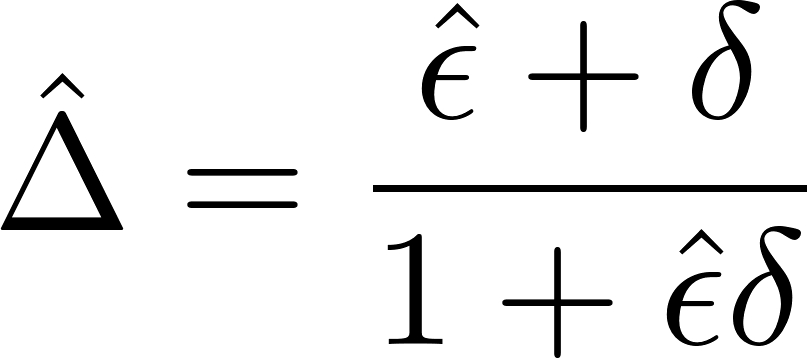 \hat{\Delta} = \frac{\hat{\epsilon} + \delta}{1 + \hat{\epsilon}\delta}